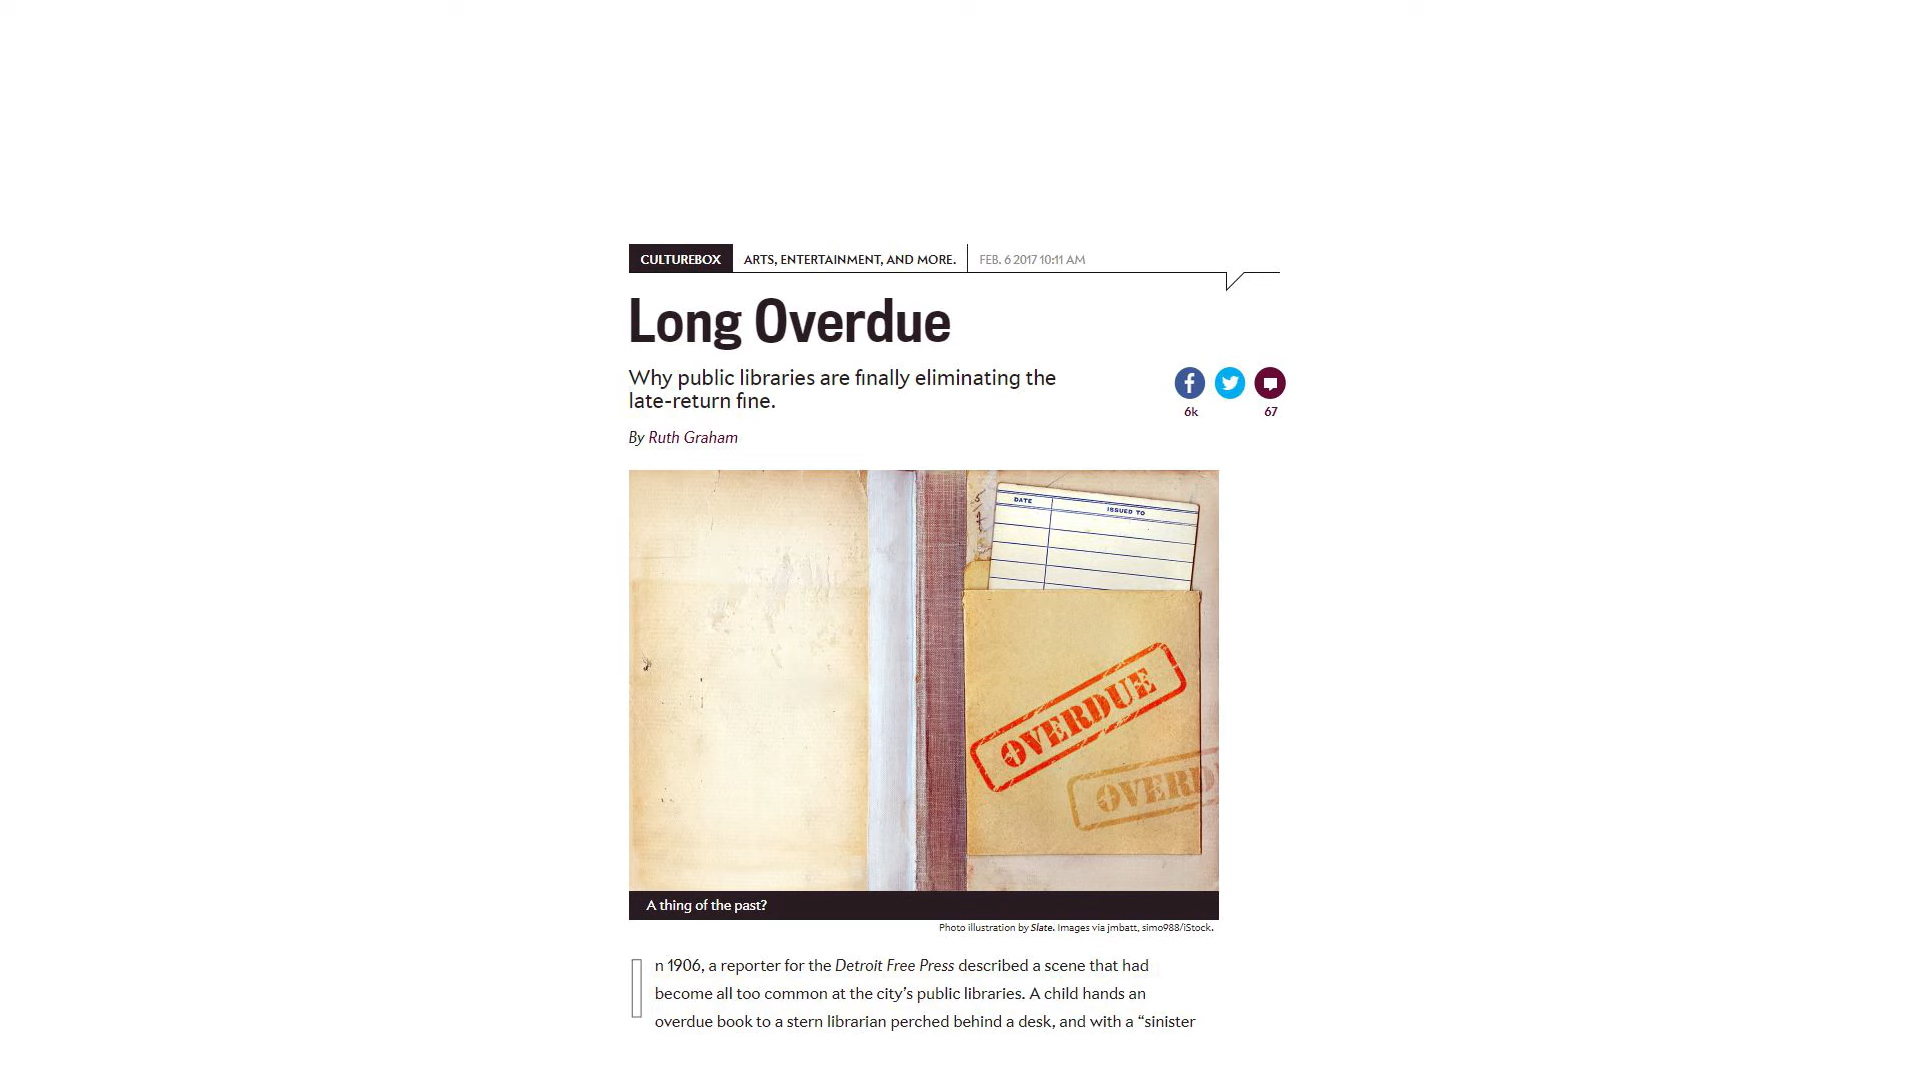 CULTUREBOX ARTS, ENTERTAINMENT, AND MORE. FEB. 6 2017 10:11 AM
Long Overdue
Why public libraries are finally eliminating the
late-return fine.
6k 67
By Ruth Graham
DATE ISSUED TO
OVERDUE
OVERD
A thing of the past?
Photo illustration by Slate. Images via jmbatt, simo988/iStock.
In 1906, a reporter for the Detroit Free Press described a scene that had
become all too common at the city’s public libraries. A child hands an
overdue book to a stern librarian perched behind a desk, and with a “sinister